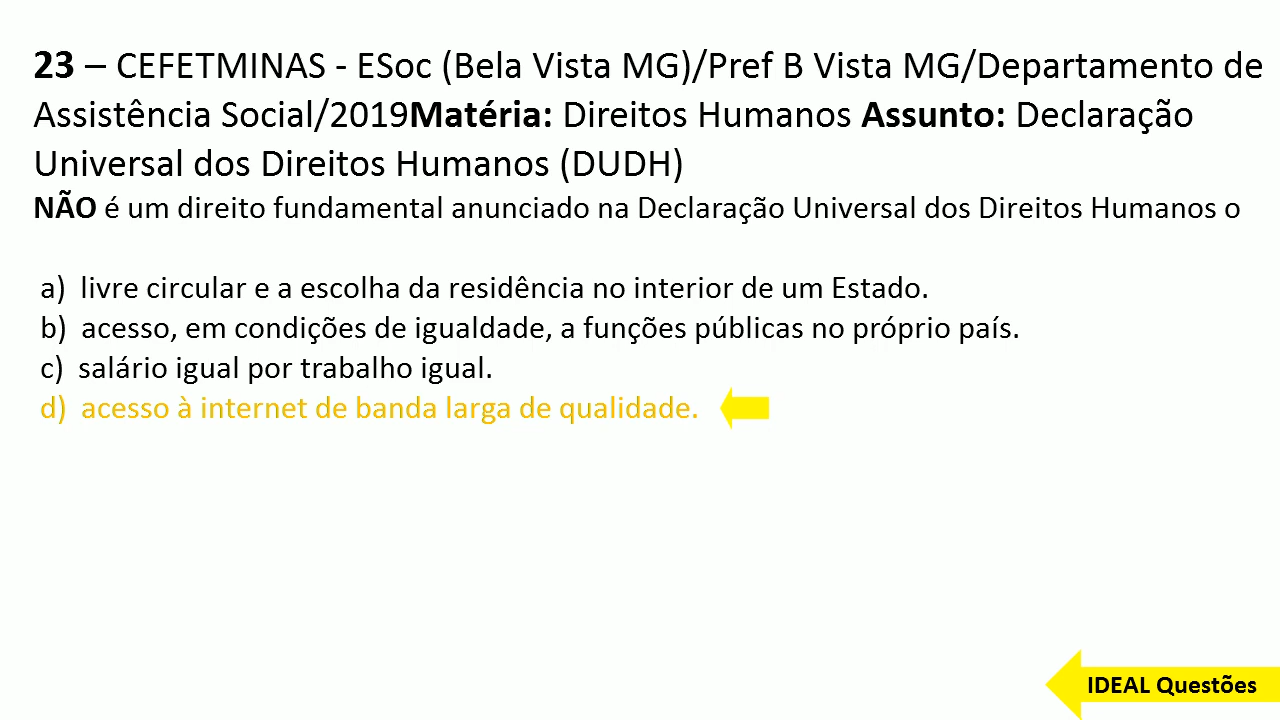 23 – CEFETMINAS - ESoc (Bela Vista MG)/Pref B Vista MG/Departamento de
Assistência Social/2019Matéria: Direitos Humanos Assunto: Declaração
Universal dos Direitos Humanos (DUDH)
NÃO é um direito fundamental anunciado na Declaração Universal dos Direitos Humanos o
a) livre circular e a escolha da residência no interior de um Estado.
b) acesso, em condições de igualdade, a funções públicas no próprio país.
c) salário igual por trabalho igual.
d) acesso à internet de banda larga de qualidade.
IDEAL Questões